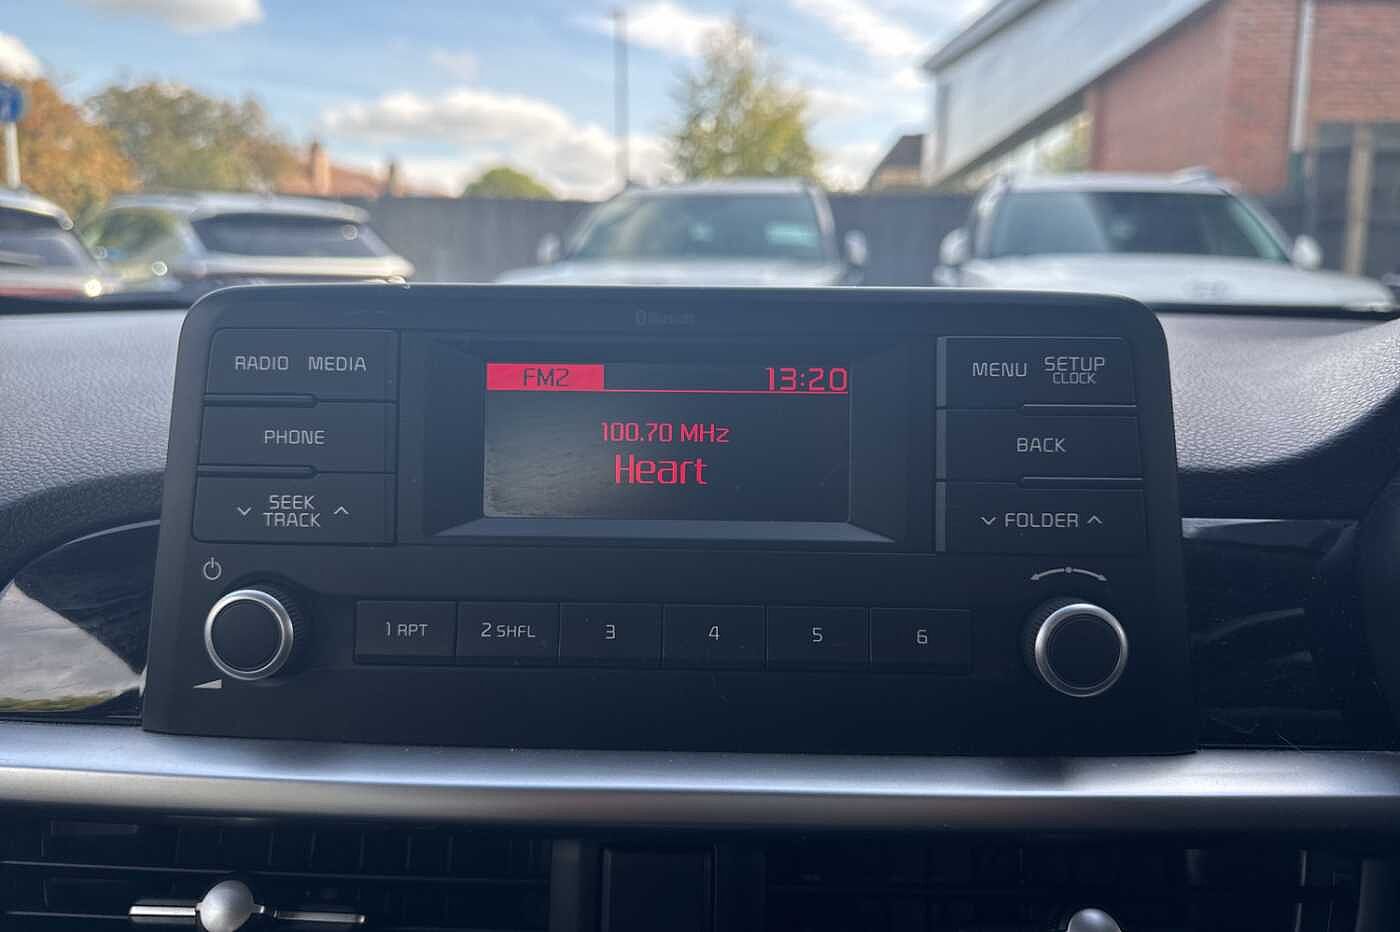 Bluetooth
RADIO MEDIA
PHONE
SEEK
TRACK
FM2 13:20
100.70 MHz
Heart
MENU SETUP
CLOCK
BACK
FOLDER
1 RPT 2 SHFL 3 4 5 6